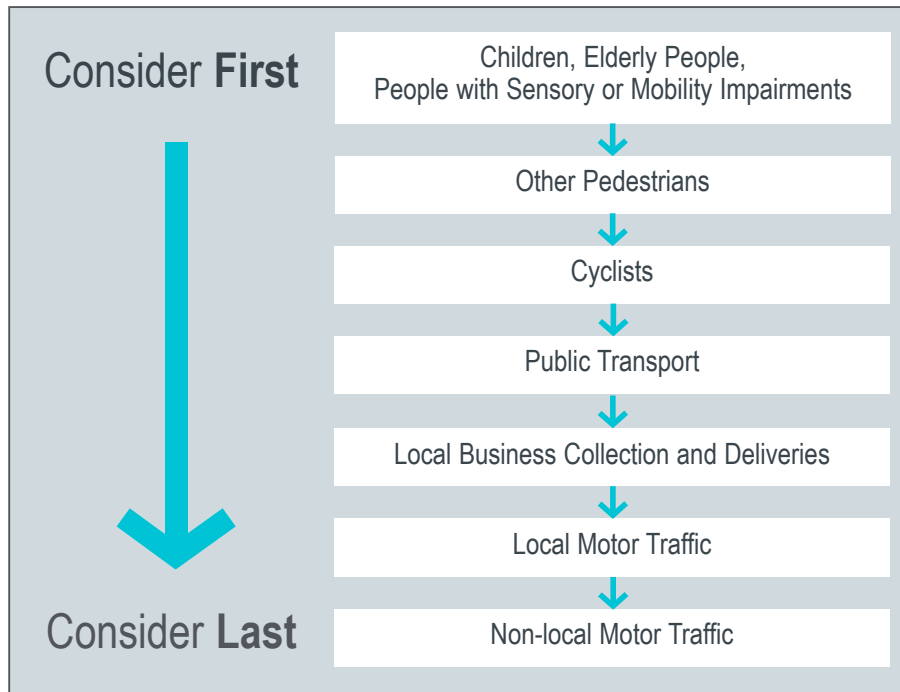 Consider First
Children, Elderly People,
People with Sensory or Mobility Impairments
Other Pedestrians
Cyclists
Public Transport
Local Business Collection and Deliveries
Local Motor Traffic
Consider Last
Non-local Motor Traffic